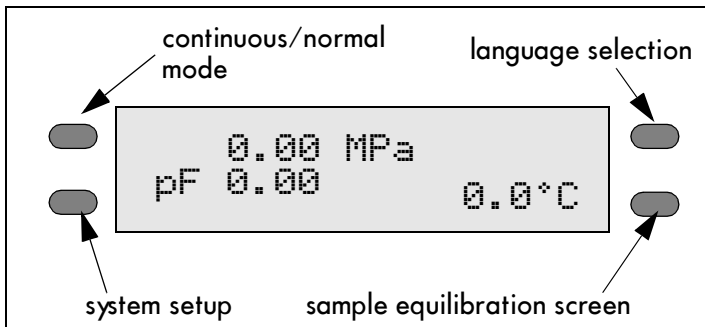 continuous/normal
mode
language selection
0.00 MPa
pF 0.00
0.0°C
system setup
sample equilibration screen